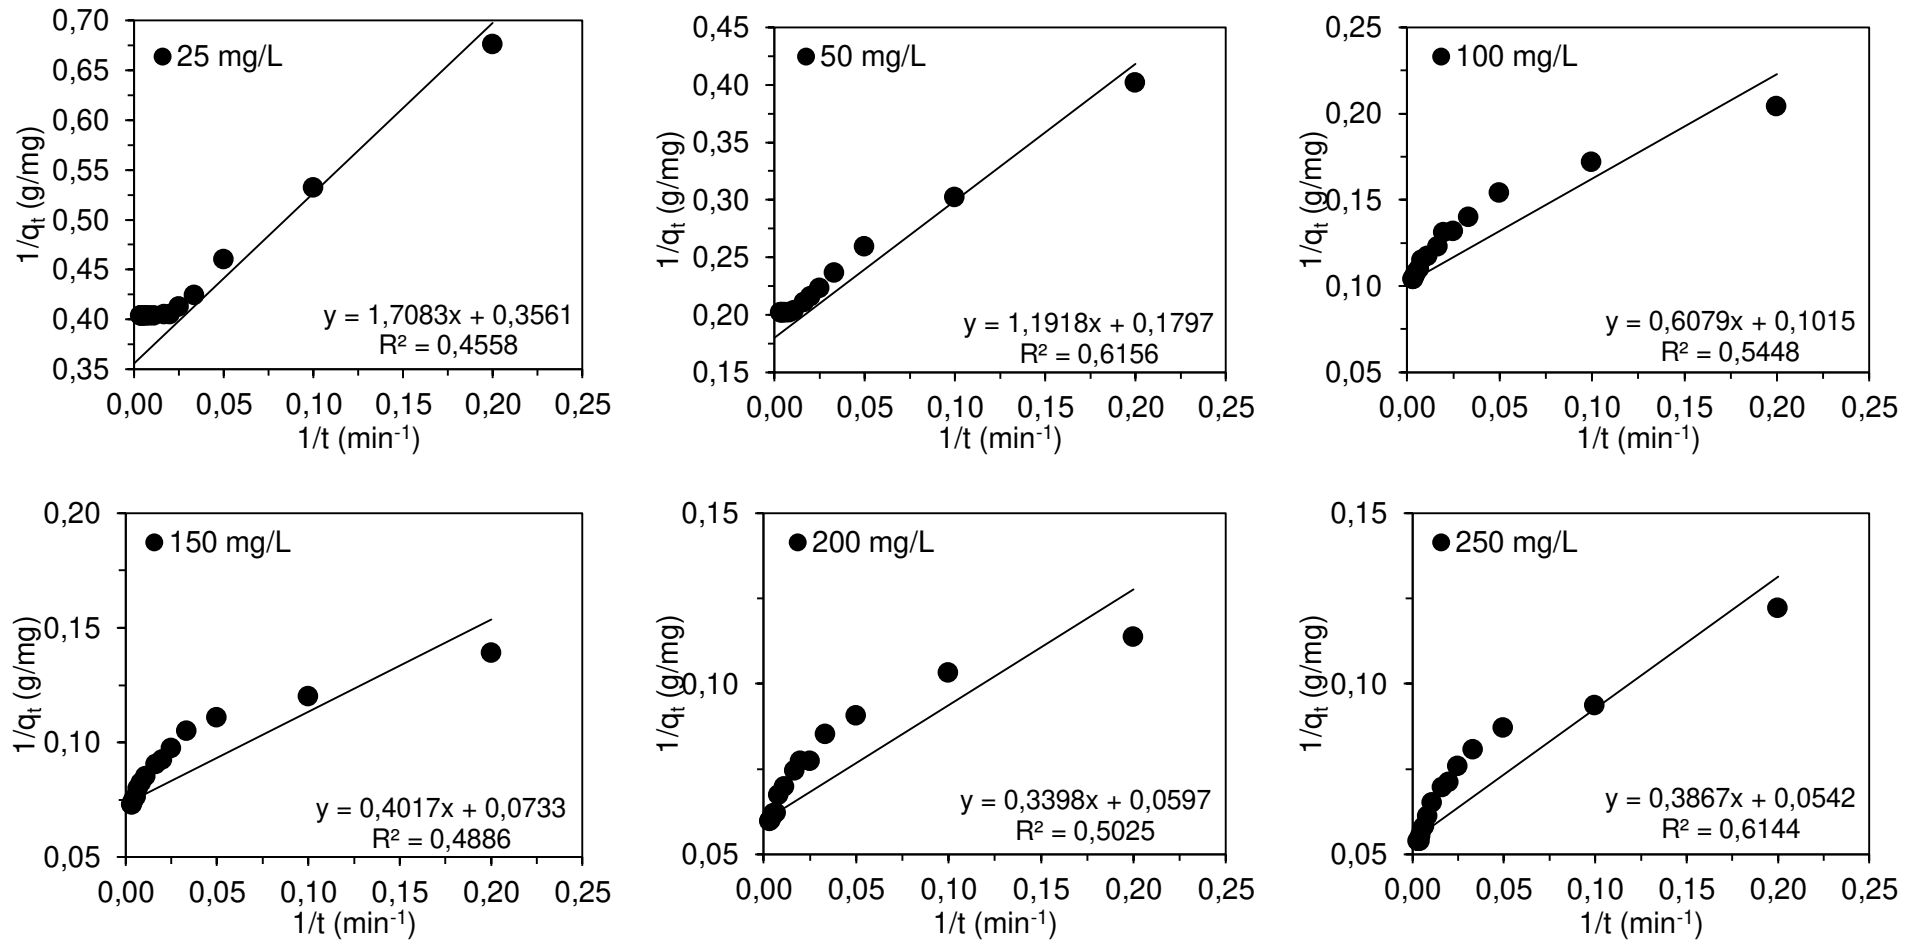 25 mg/L
1/qt (g/mg)
0,70
0,65
0,60
0,55
0,50
0,45
0,40
0,35
y = 1,7083x + 0,3561
R² = 0,4558
0,00 0,05 0,10 0,15 0,20 0,25
1/t (min⁻¹)
50 mg/L
1/qt (g/mg)
0,45
0,40
0,35
0,30
0,25
0,20
0,15
y = 1,1918x + 0,1797
R² = 0,6156
0,00 0,05 0,10 0,15 0,20 0,25
1/t (min⁻¹)
100 mg/L
1/qt (g/mg)
0,25
0,20
0,15
0,10
0,05
y = 0,6079x + 0,1015
R² = 0,5448
0,00 0,05 0,10 0,15 0,20 0,25
1/t (min⁻¹)
150 mg/L
1/qt (g/mg)
0,20
0,15
0,10
0,05
y = 0,4017x + 0,0733
R² = 0,4886
0,00 0,05 0,10 0,15 0,20 0,25
1/t (min⁻¹)
200 mg/L
1/qt (g/mg)
0,15
0,10
0,05
y = 0,3398x + 0,0597
R² = 0,5025
0,00 0,05 0,10 0,15 0,20 0,25
1/t (min⁻¹)
250 mg/L
1/qt (g/mg)
0,15
0,10
0,05
y = 0,3867x + 0,0542
R² = 0,6144
0,00 0,05 0,10 0,15 0,20 0,25
1/t (min⁻¹)